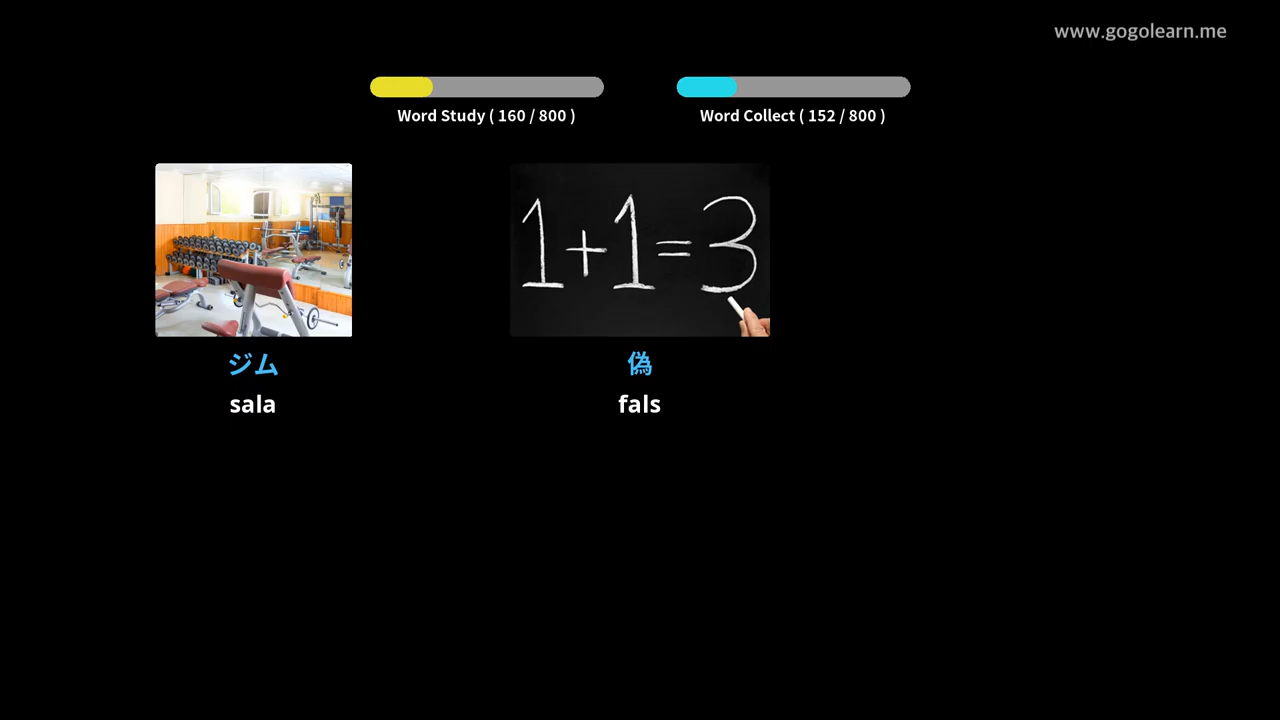 www.gogolearn.me
Word Study ( 160 / 800 )
Word Collect ( 152 / 800 )
1+1=3
ジム
偽
sala
fals